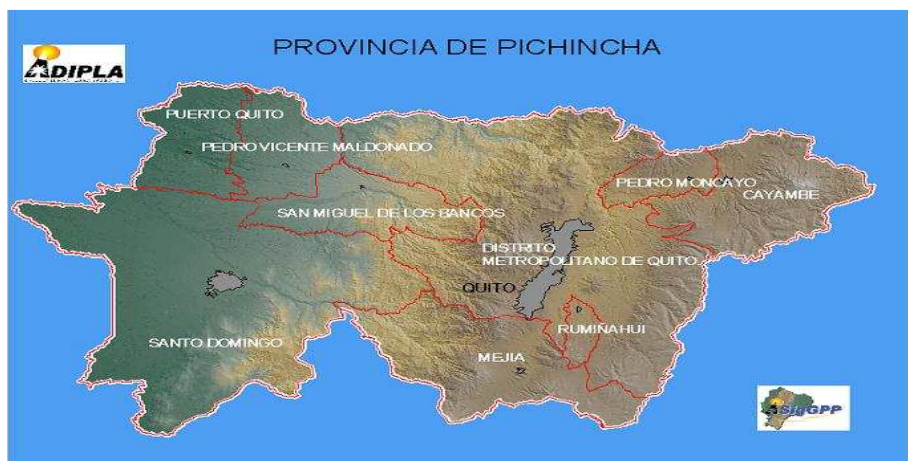 PROVINCIA DE PICHINCHA
ADIPLA
PUERTO QUITO
PEDRO VICENTE MALDONADO
PEDRO MONCAYO
CAYAMBE
SAN MIGUEL DE LOS BANCOS
DISTRITO
METROPOLITANO DE QUITO
QUITO
RUMIÑAHUI
SANTO DOMINGO
MEJIA
SigGPP